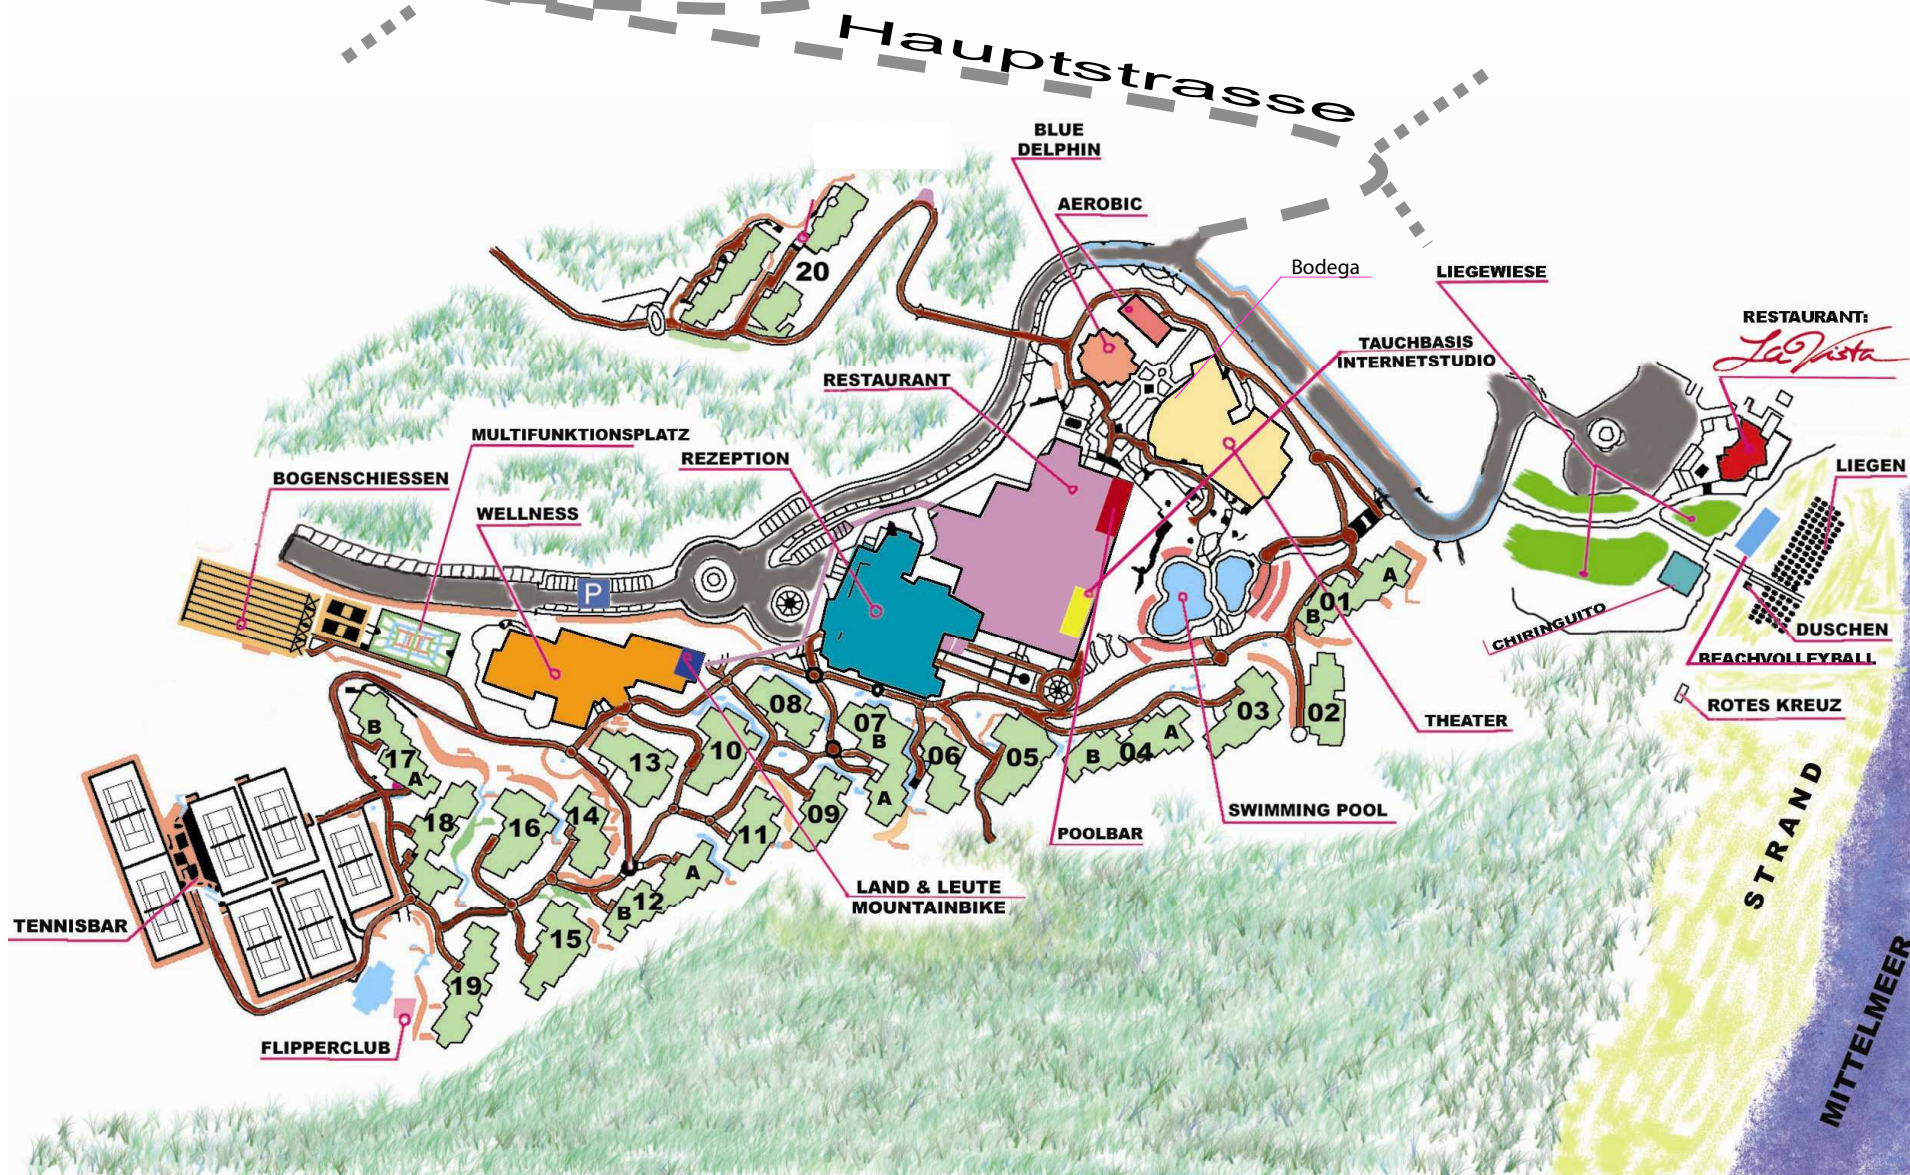 Hauptstrasse
BLUE
DELPHIN
AEROBIC
Bodega
LIEGEWIESE
20
RESTAURANT:
La Vista
TAUCHBASIS
INTERNETSTUDIO
RESTAURANT
MULTIFUNKTIONSPLATZ
REZEPTION
LIEGEN
BOGENSCHIESSEN
WELLNESS
P
A
01
B
CHIRINGUITO
DUSCHEN
BEACHVOLLEYBALL
ROTES KREUZ
THEATER
08
07
B
A
06
05
B
04
A
03
02
B
17
A
13
10
18
16
14
11
09
SWIMMING POOL
POOLBAR
STRAND
A
12
B
LAND & LEUTE
MOUNTAINBIKE
TENNISBAR
15
19
FLIPPERCLUB
MITTELMEER